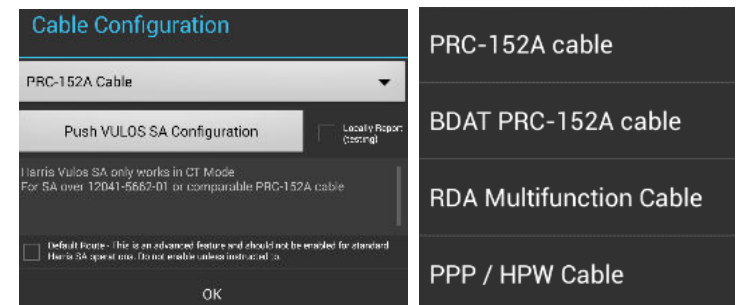 Cable Configuration
PRC-152A Cable
Push VULOS SA Configuration
Locally Report
(testing)
Harris Vulos SA only works in CT Mode
For SA over 12041-5662-01 or comparable PRC-152A cable
Default Route - This is an advanced feature and should not be enabled for standard
Harris SA operations. Do not enable unless instructed to.
OK
PRC-152A cable
BDAT PRC-152A cable
RDA Multifunction Cable
PPP / HPW Cable